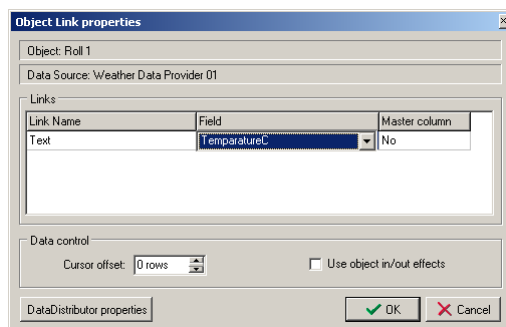 Object Link properties
Object: Roll 1
Data Source: Weather Data Provider 01
Links
Link Name Field Master column
Text TemparatureC No
Data control
Cursor offset: 0 rows Use object in/out effects
DataDistributor properties OK Cancel